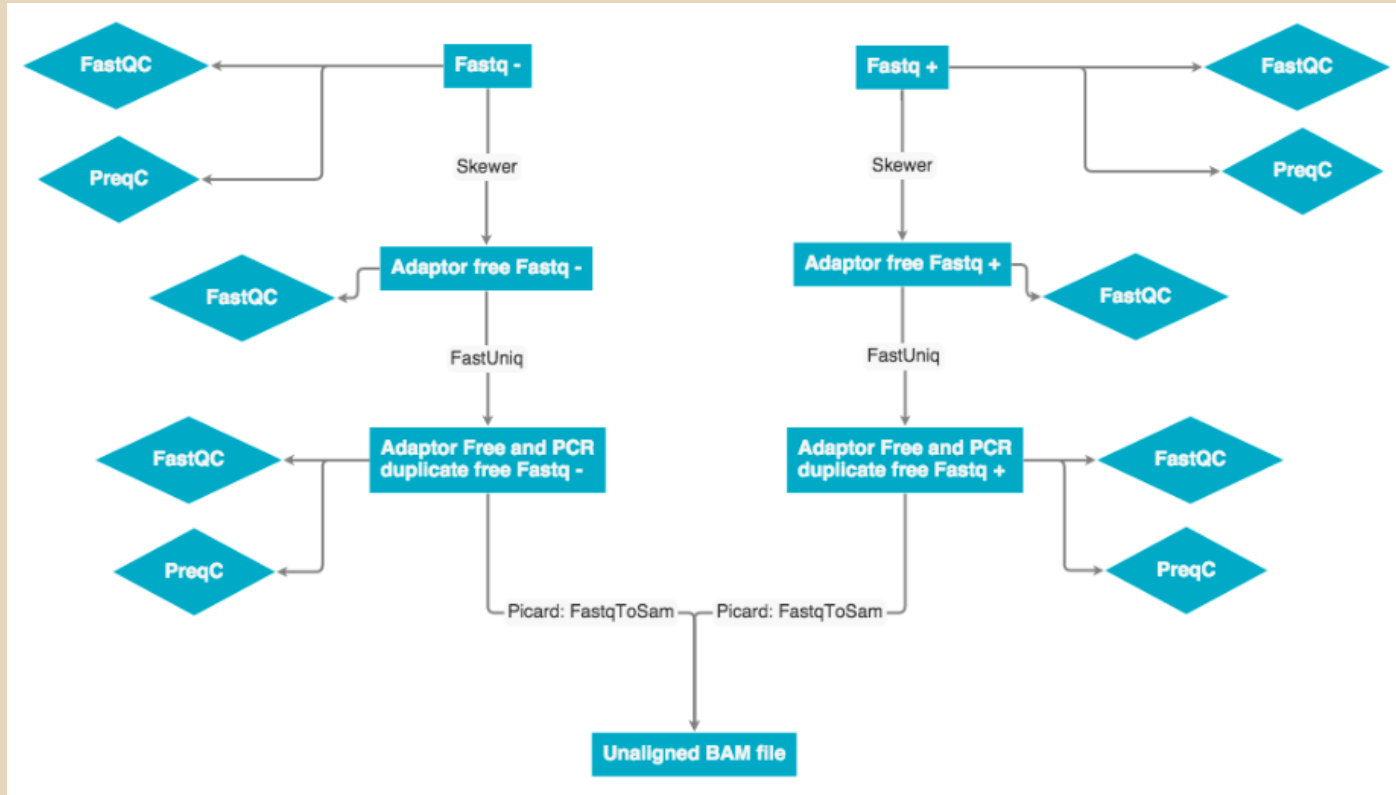 FastQC
Fastq -
Fastq +
FastQC
PreqC
Skewer
Skewer
PreqC
FastQC
Adaptor free Fastq -
Adaptor free Fastq +
FastQC
FastUniq
FastUniq
FastQC
Adaptor Free and PCR
duplicate free Fastq -
Adaptor Free and PCR
duplicate free Fastq +
FastQC
PreqC
PreqC
Picard: FastqToSam
Picard: FastqToSam
Unaligned BAM file